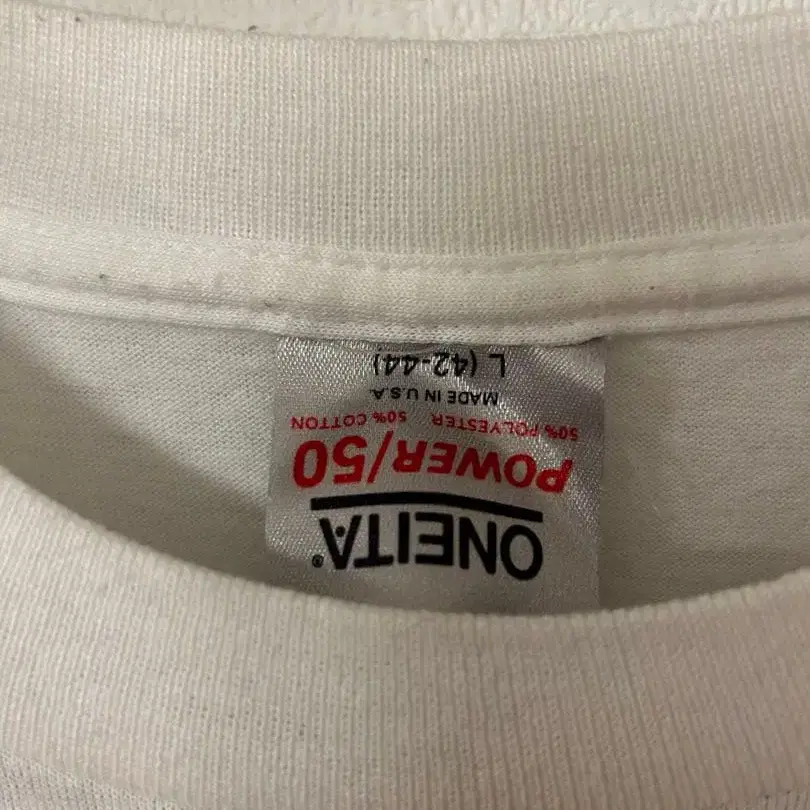 ONEITA®
POWER/50
50% POLYESTER 50% COTTON
MADE IN U.S.A.
L (42-44)